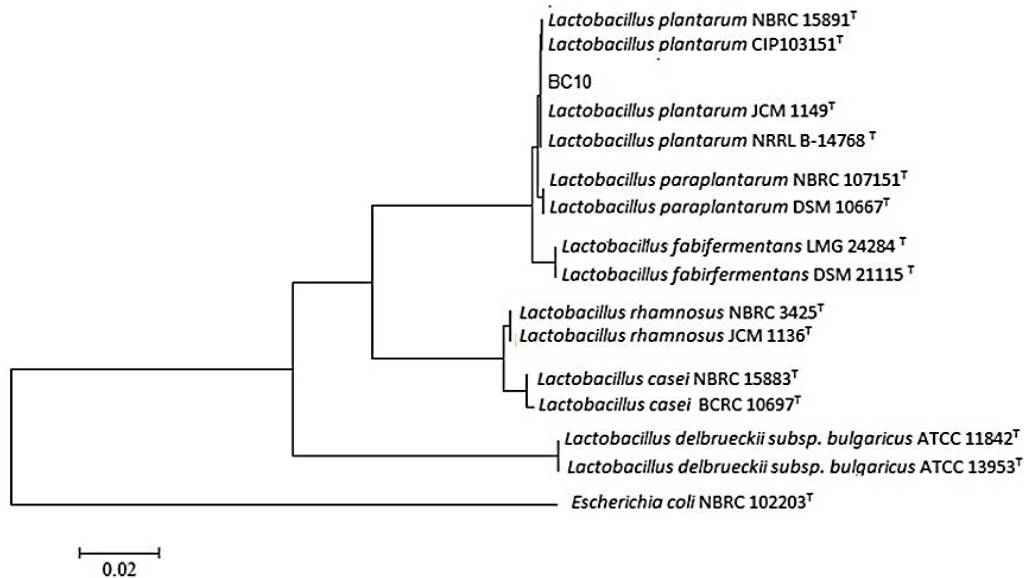 Lactobacillus plantarum NBRC 15891ᵀ
Lactobacillus plantarum CIP103151ᵀ
BC10
Lactobacillus plantarum JCM 1149ᵀ
Lactobacillus plantarum NRRL B-14768 ᵀ
Lactobacillus paraplantarum NBRC 107151ᵀ
Lactobacillus paraplantarum DSM 10667ᵀ
Lactobacillus fabifermentans LMG 24284 ᵀ
Lactobacillus fabirfermentans DSM 21115 ᵀ
Lactobacillus rhamnosus NBRC 3425ᵀ
Lactobacillus rhamnosus JCM 1136ᵀ
Lactobacillus casei NBRC 15883ᵀ
Lactobacillus casei BCRC 10697ᵀ
Lactobacillus delbrueckii subsp. bulgaricus ATCC 11842ᵀ
Lactobacillus delbrueckii subsp. bulgaricus ATCC 13953ᵀ
Escherichia coli NBRC 102203ᵀ
0.02